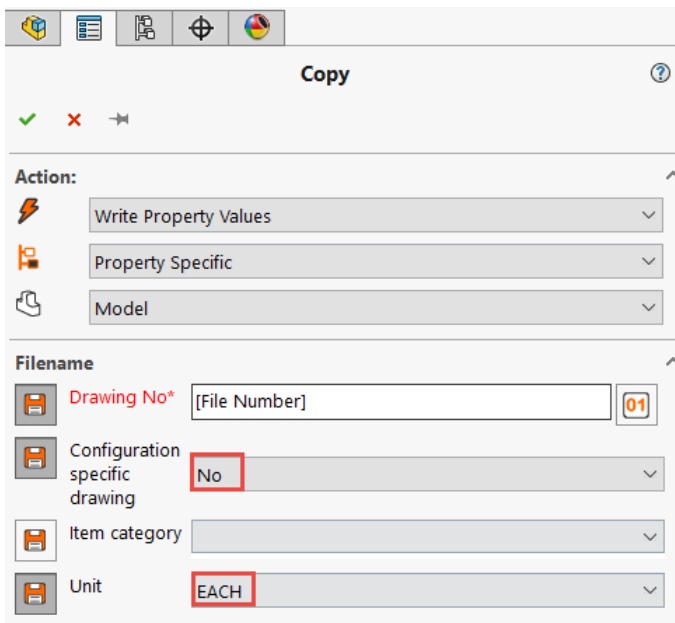 Copy
Action:
Write Property Values
Property Specific
Model
Filename
Drawing No* [File Number] 01
Configuration
specific
drawing
No
Item category
Unit EACH